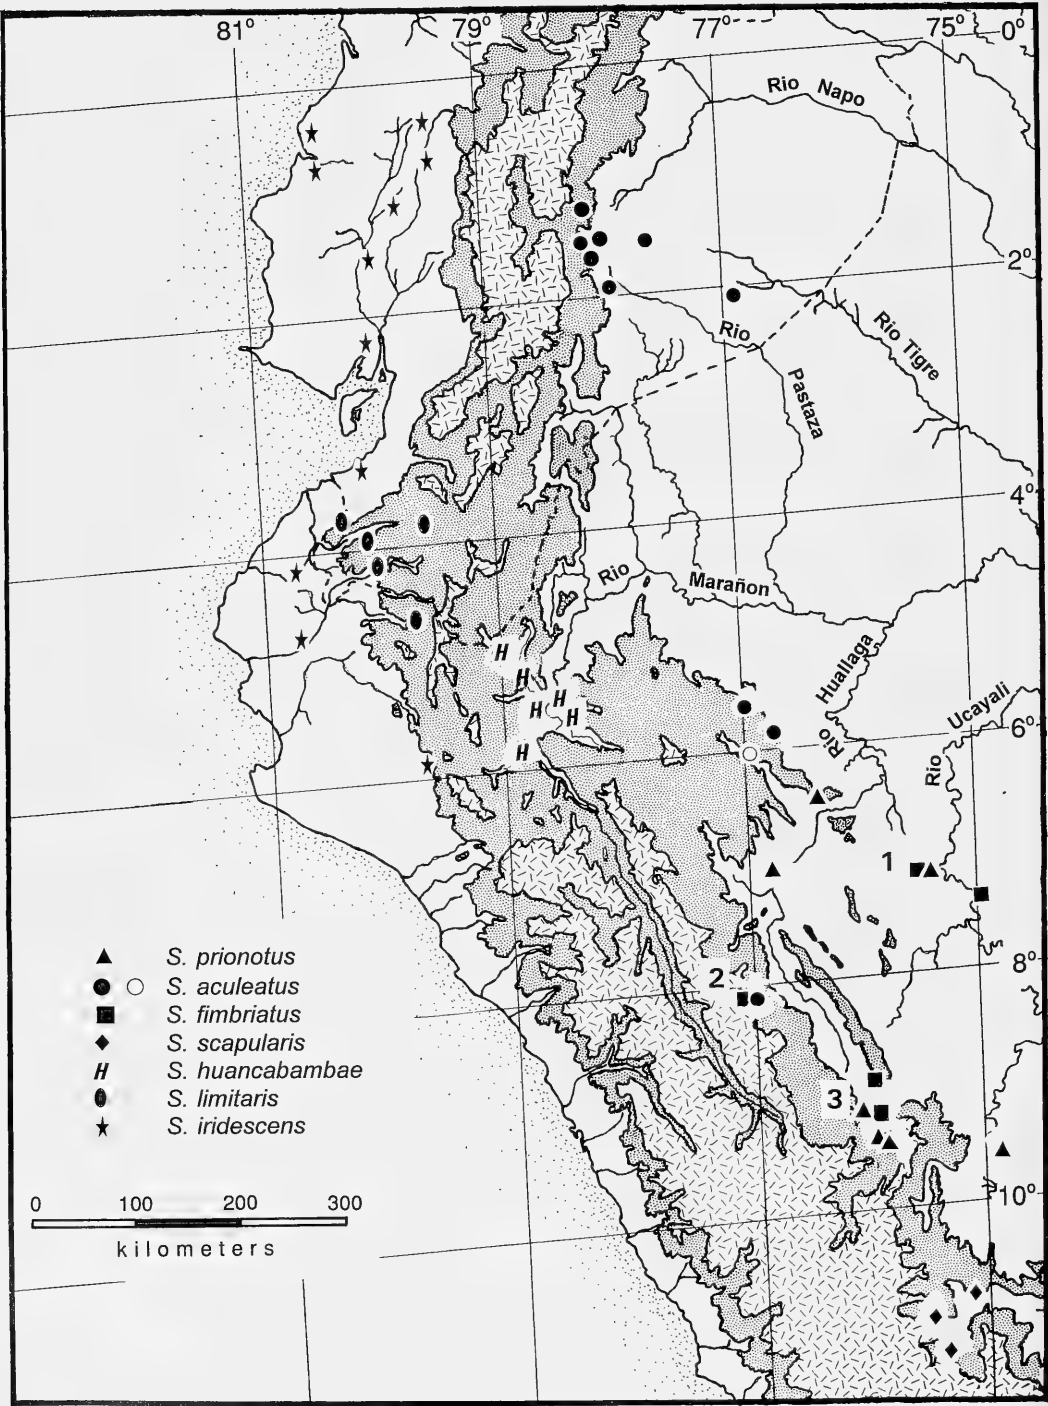 81° 79° 77° 75° 0°
Rio Napo
2°
Rio Tigre
Rio Pastaza
4°
Rio Marañon
Rio Huallaga
Rio Ucayali
6°
H
H
H
H
H
H
1
2
8°
3
10°
S. prionotus
S. aculeatus
S. fimbriatus
S. scapularis
H S. huancabambae
S. limitaris
S. iridescens
0 100 200 300
kilometers